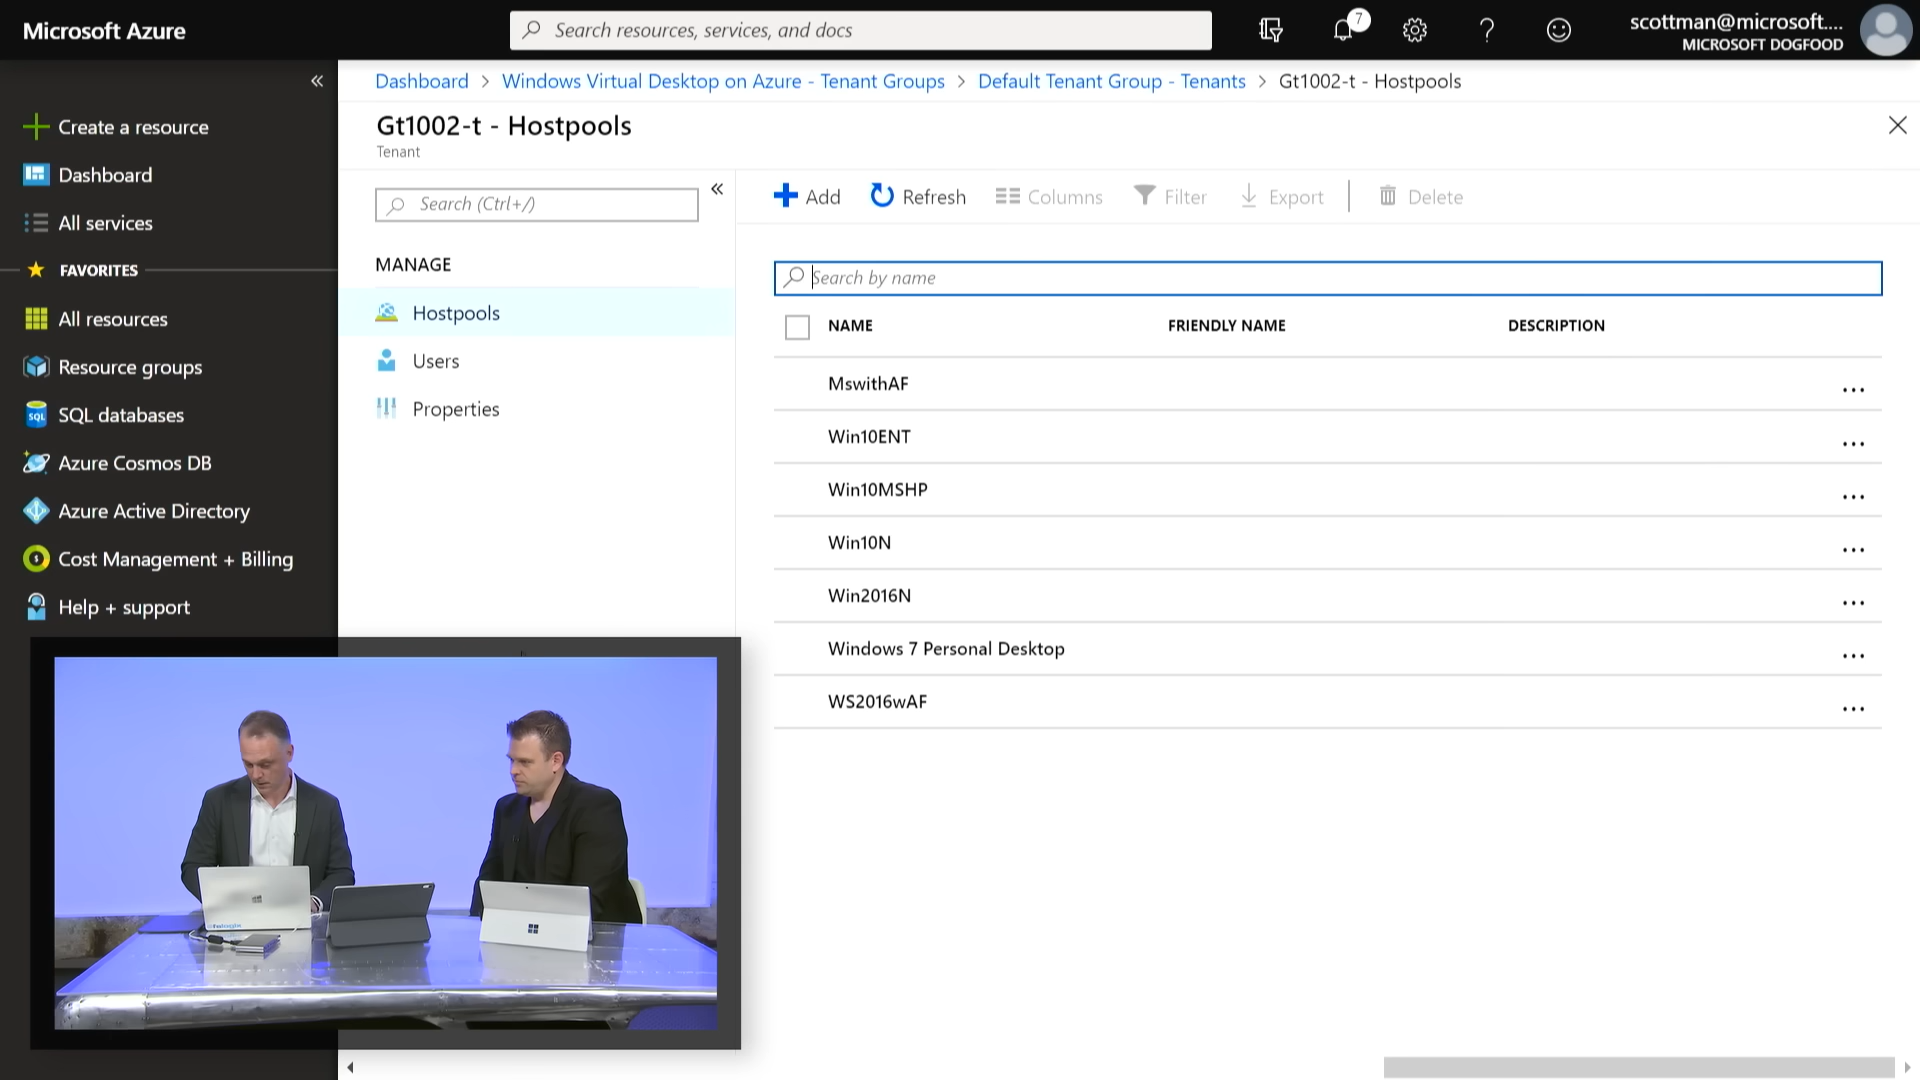 Microsoft Azure
Search resources, services, and docs
7
scottman@microsoft....
MICROSOFT DOGFOOD
Dashboard > Windows Virtual Desktop on Azure - Tenant Groups > Default Tenant Group - Tenants > Gt1002-t - Hostpools
Create a resource
Dashboard
All services
FAVORITES
All resources
Resource groups
SQL databases
Azure Cosmos DB
Azure Active Directory
Cost Management + Billing
Help + support
Gt1002-t - Hostpools
Tenant
Search (Ctrl+/)
MANAGE
Hostpools
Users
Properties
Add Refresh Columns Filter Export Delete
Search by name
NAME FRIENDLY NAME DESCRIPTION
MswithAF ...
Win10ENT ...
Win10MSHP ...
Win10N ...
Win2016N ...
Windows 7 Personal Desktop ...
WS2016wAF ...